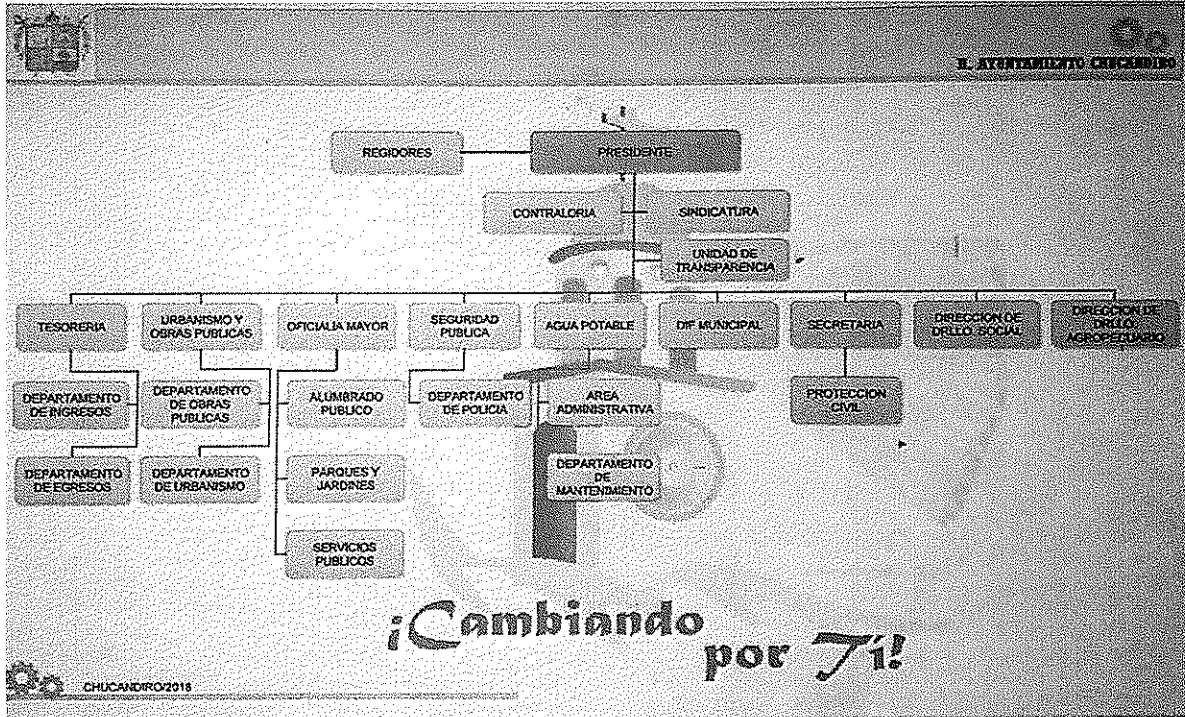 H. AYUNTAMIENTO CHUCANDIRO
REGIDORES
PRESIDENTE
CONTRALORIA
SINDICATURA
UNIDAD DE
TRANSPARENCIA
TESORERIA
URBANISMO Y
OBRAS PUBLICAS
OFICIALIA MAYOR
SEGURIDAD
PUBLICA
AGUA POTABLE
DIF MUNICIPAL
SECRETARIA
DIRECCION DE
DRLLO. SOCIAL
DIRECCION DE
DRLLO.
AGROPECUARIO
DEPARTAMENTO
DE INGRESOS
DEPARTAMENTO
DE OBRAS
PUBLICAS
ALUMBRADO
PUBLICO
DEPARTAMENTO
DE POLICIA
AREA
ADMINISTRATIVA
PROTECCION
CIVIL
DEPARTAMENTO
DE EGRESOS
DEPARTAMENTO
DE URBANISMO
PARQUES Y
JARDINES
DEPARTAMENTO
DE
MANTENIMIENTO
SERVICIOS
PUBLICOS
¡Cambiando
por Tí!
CHUCANDIRO/2018